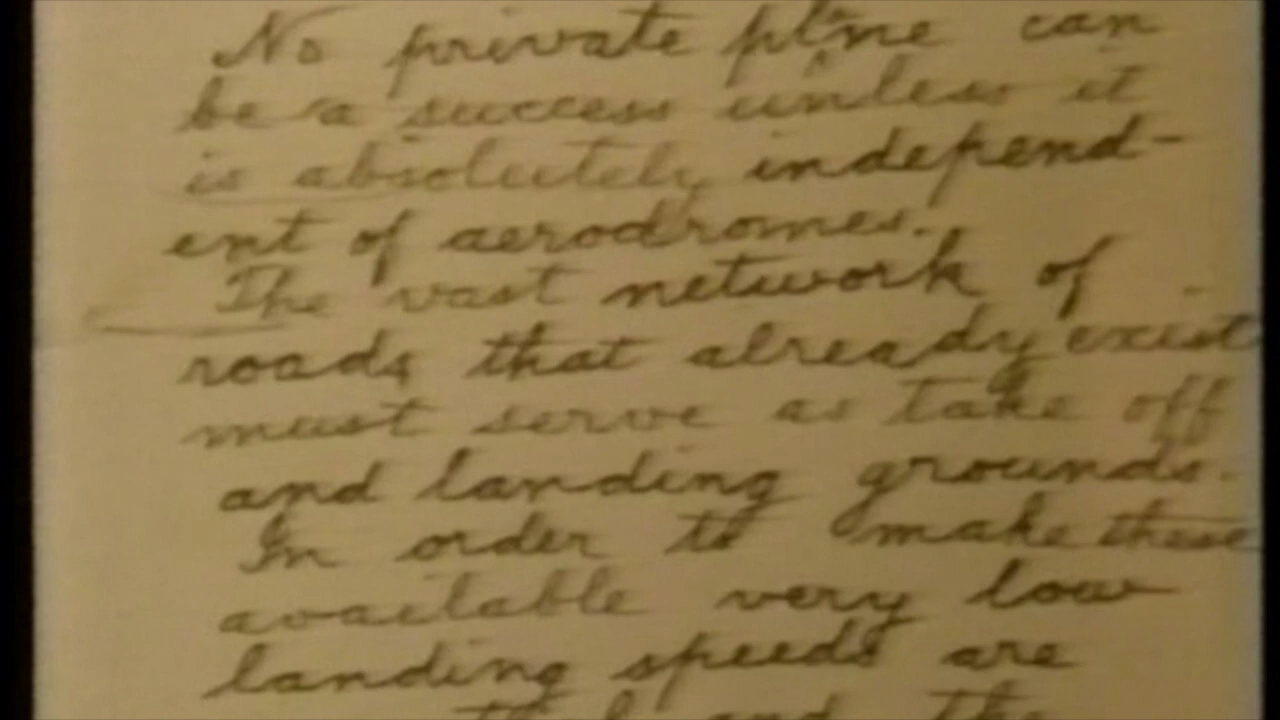 No private plane can
be a success unless it
is absolutely independ-
ent of aerodromes.
The vast network of
roads that already exist
must serve as take off
and landing grounds.
In order to make these
available very low
landing speeds are
and the